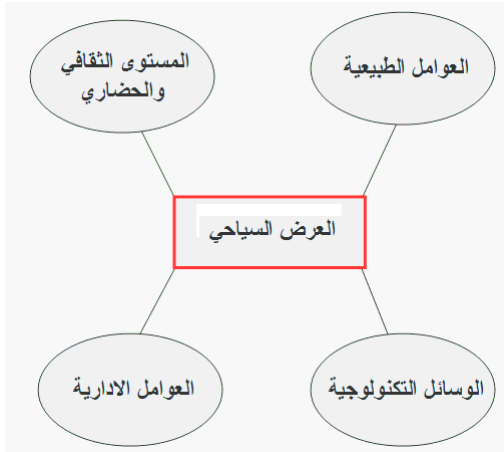 العوامل الطبيعية
المستوى الثقافي
والحضاري
العرض السياحي
الوسائل التكنولوجية
العوامل الادارية